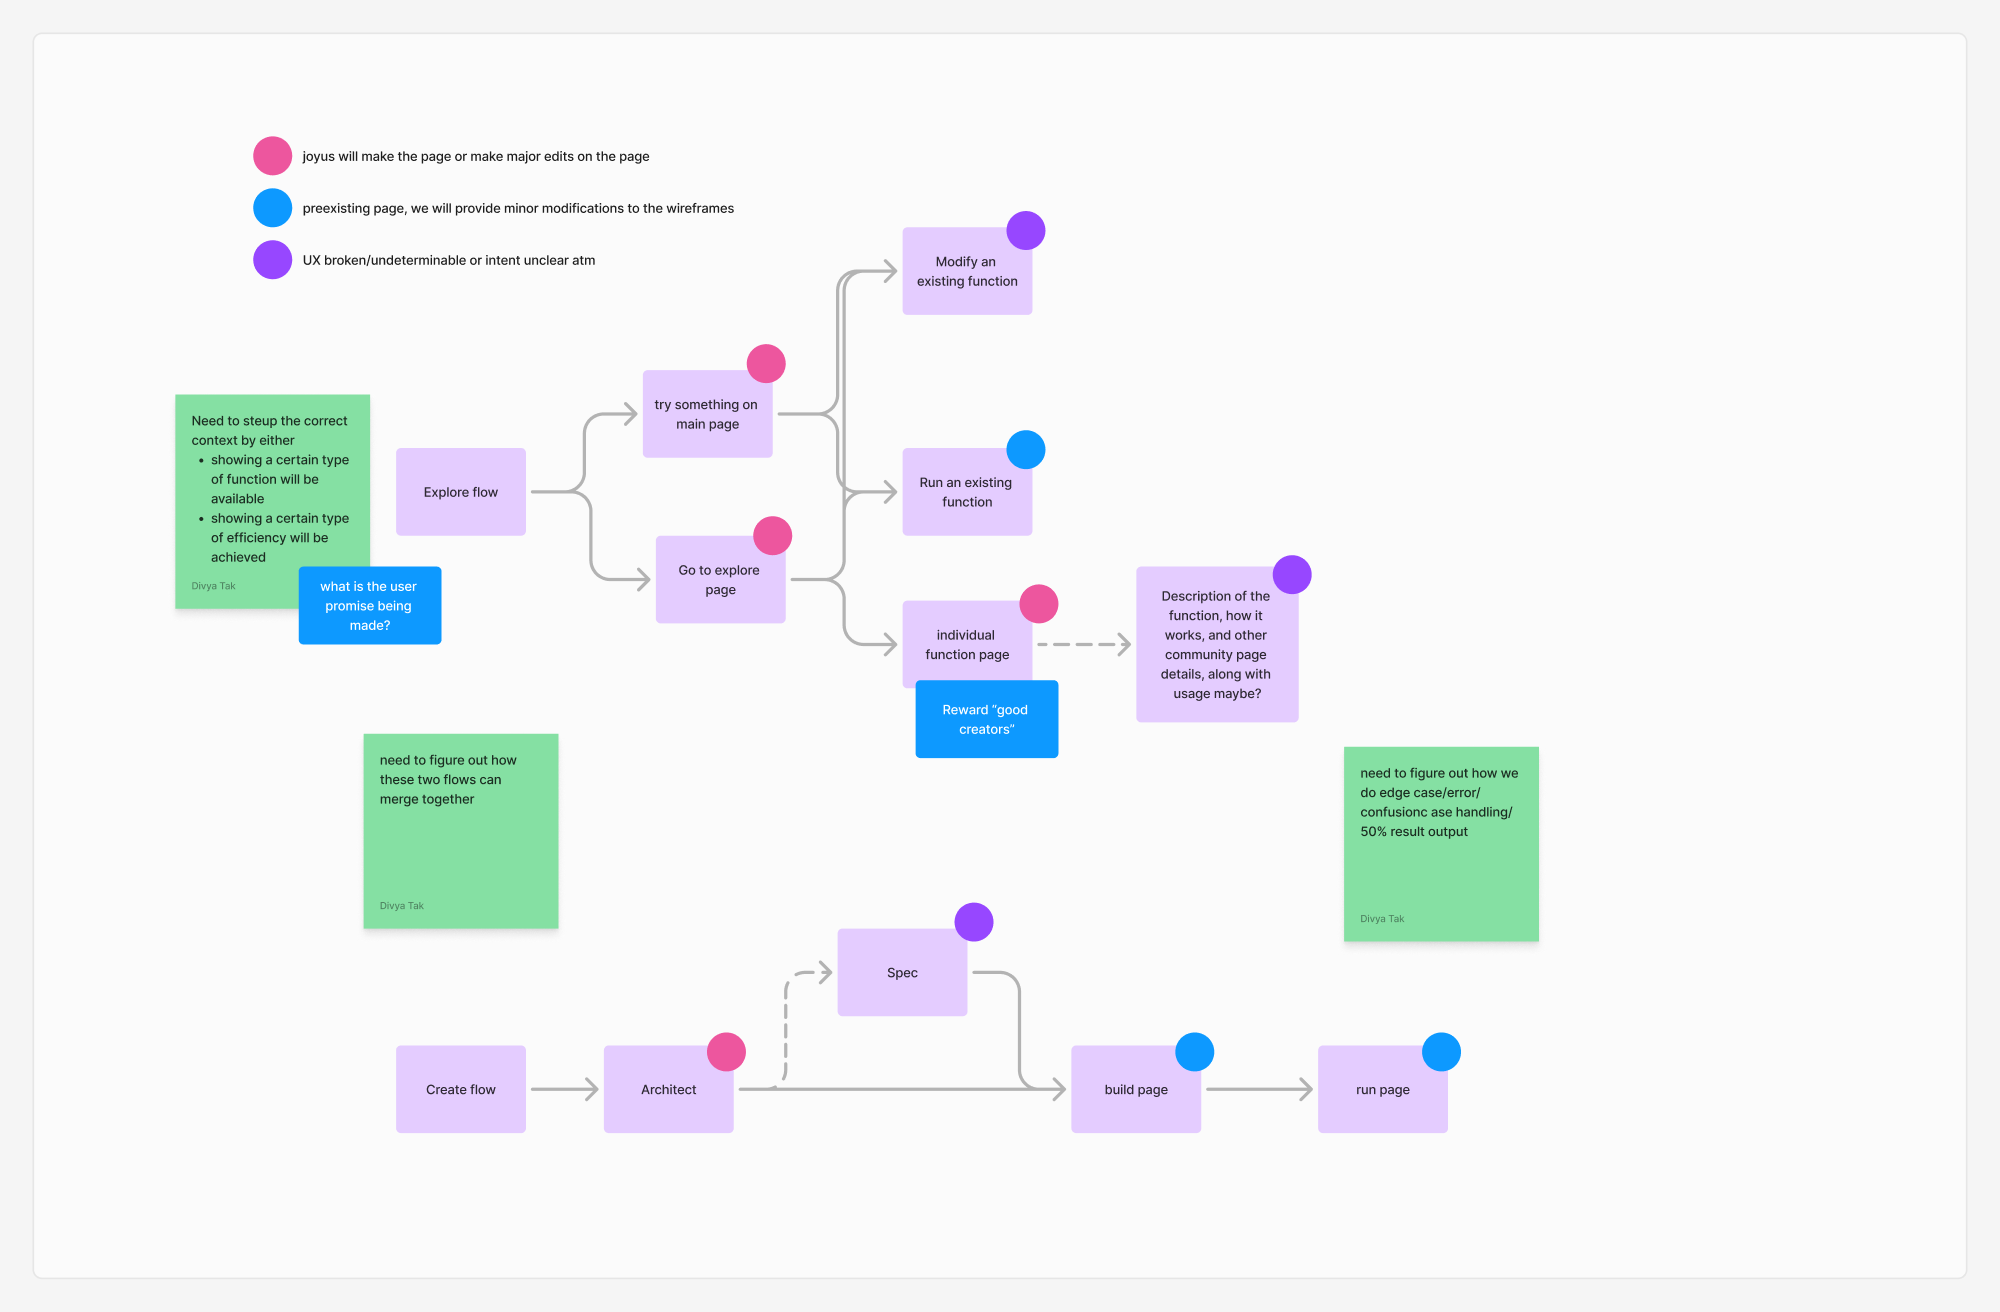 joyus will make the page or make major edits on the page
preexisting page, we will provide minor modifications to the wireframes
UX broken/undeterminable or intent unclear atm
Modify an
existing function
try something on
main page
Need to steup the correct
context by either
• showing a certain type
of function will be
available
• showing a certain type
of efficiency will be
achieved
Divya Tak
what is the user
promise being
made?
Explore flow
Run an existing
function
Go to explore
page
individual
function page
Reward “good
creators”
Description of the
function, how it
works, and other
community page
details, along with
usage maybe?
need to figure out how
these two flows can
merge together
Divya Tak
need to figure out how we
do edge case/error/
confusionc ase handling/
50% result output
Divya Tak
Spec
Create flow
Architect
build page
run page